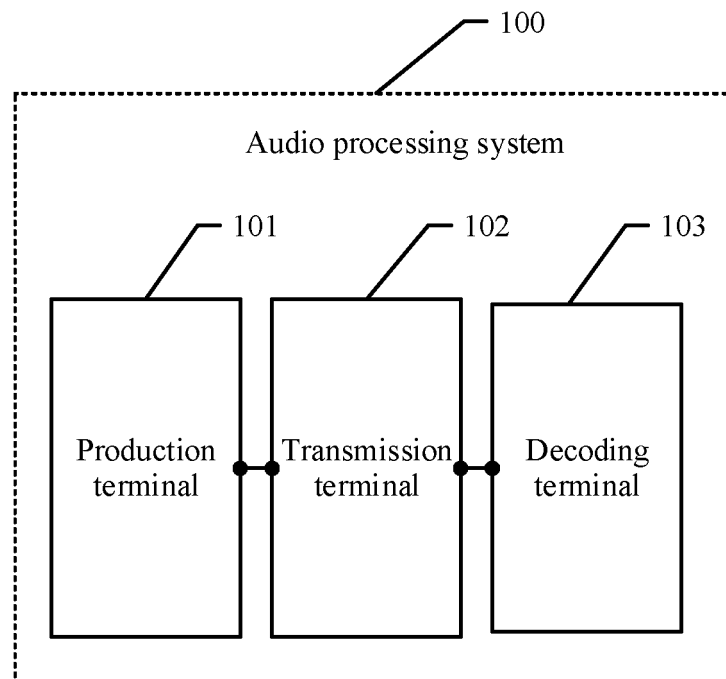 100
Audio processing system
101
102
103
Production
terminal
Transmission
terminal
Decoding
terminal